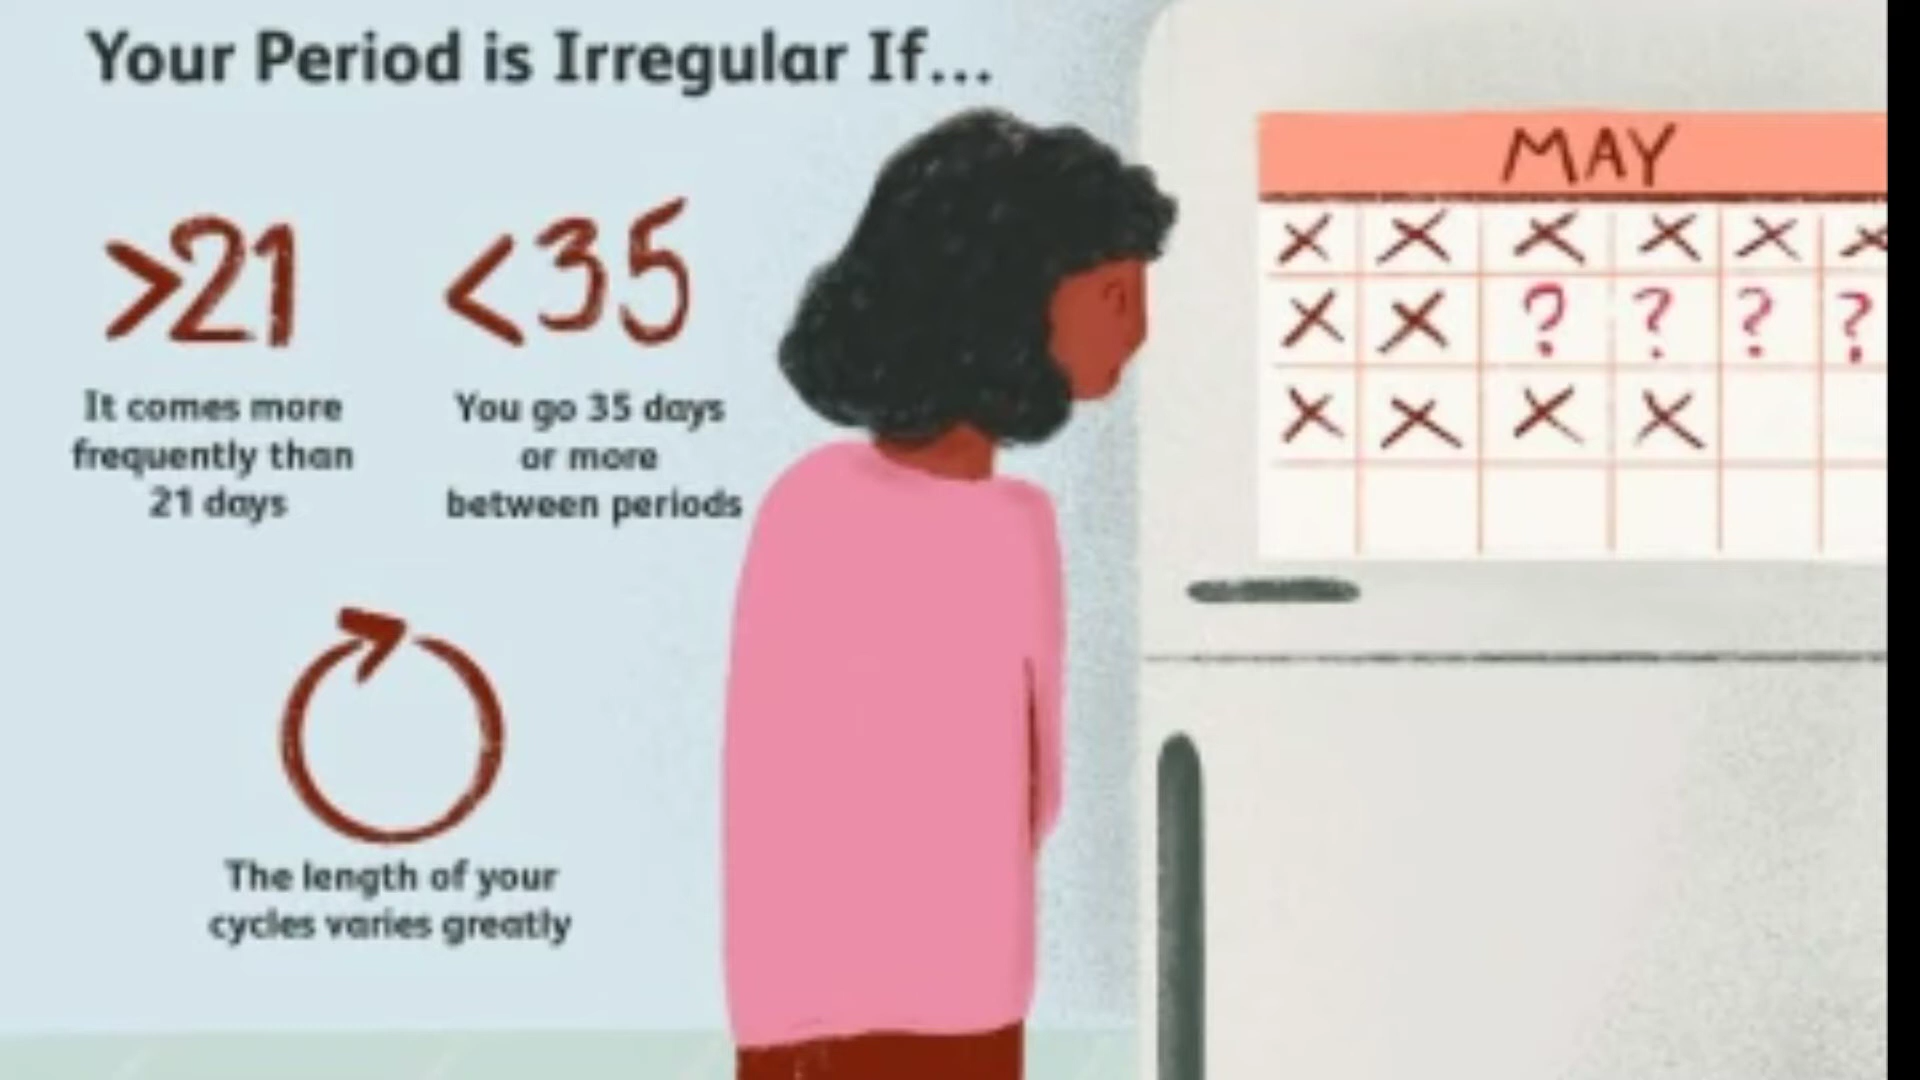 Your Period is Irregular If...
>21
It comes more
frequently than
21 days
<35
You go 35 days
or more
between periods
The length of your
cycles varies greatly
MAY
X X X X X X
X X ? ? ? ?
X X X X